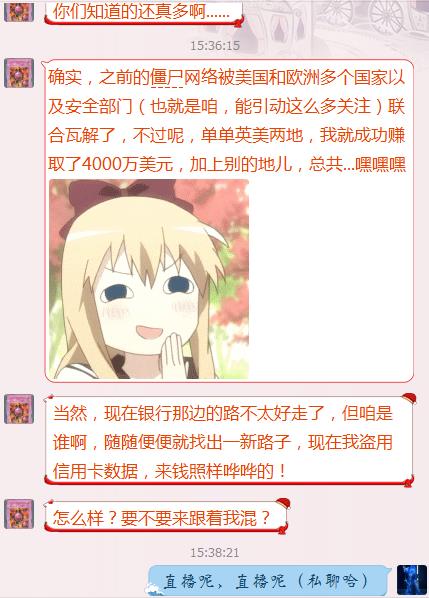 你们知道的还真多啊......
15:36:15
确实，之前的僵尸网络被美国和欧洲多个国家以
及安全部门（也就是咱，能引动这么多关注）联
合瓦解了，不过呢，单单英美两地，我就成功赚
取了4000万美元，加上别的地儿，总共...嘿嘿嘿
当然，现在银行那边的路不太好走了，但咱是
谁啊，随随便便就找出一新路子，现在我盗用
信用卡数据，来钱照样哗哗的！
怎么样？要不要来跟着我混？
15:38:21
直播呢，直播呢（私聊哈）